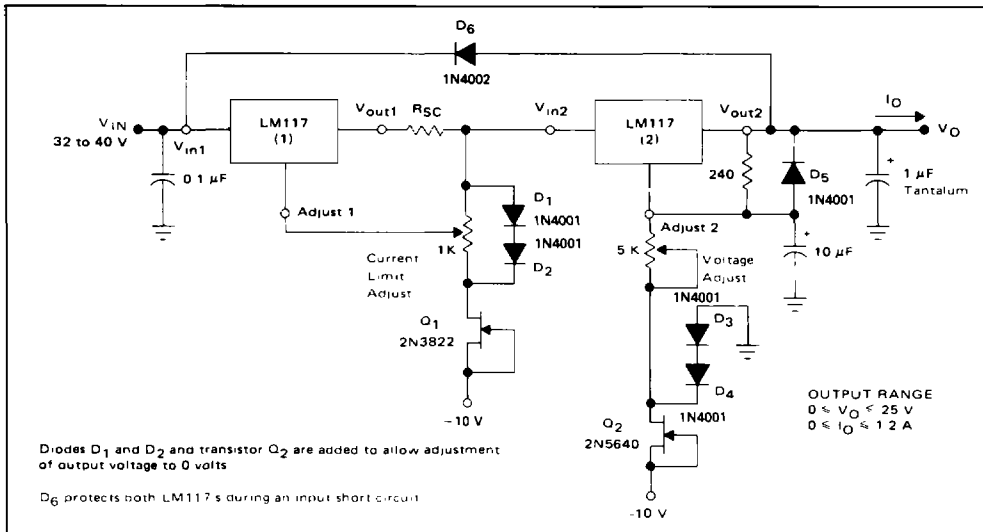 D6
1N4002
VIN
32 to 40 V
Vin1
0.1 µF
LM117
(1)
Vout1
RSC
Vin2
LM117
(2)
Vout2
IO
VO
Adjust 1
1K
Current
Limit
Adjust
D1
1N4001
1N4001
D2
Q1
2N3822
-10 V
240
D5
1N4001
+
1 µF
Tantalum
Adjust 2
5 K
Voltage
Adjust
+
10 µF
1N4001
D3
D4
1N4001
Q2
2N5640
-10 V
OUTPUT RANGE
0 ≤ VO ≤ 25 V
0 ≤ IO ≤ 1.2 A
Diodes D1 and D2 and transistor Q2 are added to allow adjustment
of output voltage to 0 volts
D6 protects both LM117's during an input short circuit